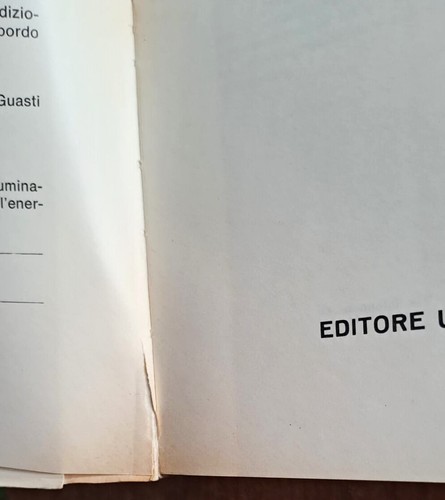 dizio-
bordo
Guasti
umina-
l'ener-
EDITORE U